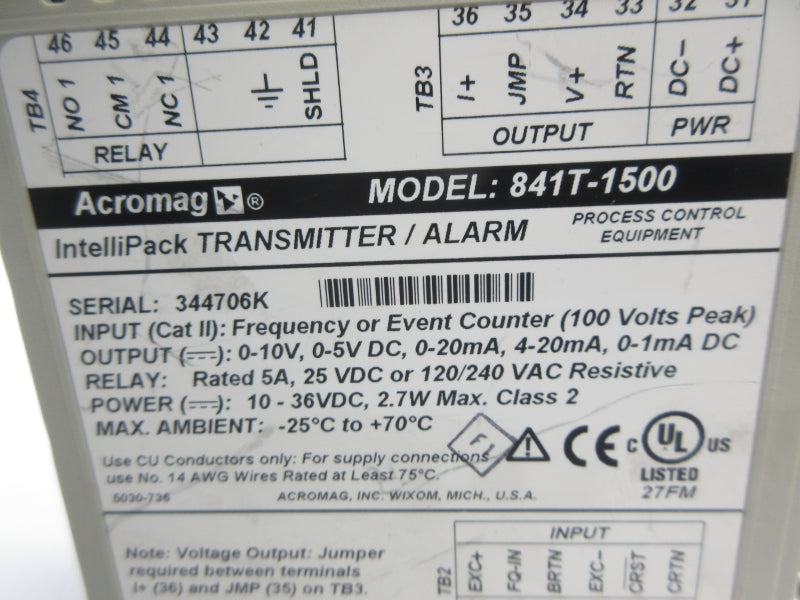 46 45 44 43 42 41
36 35 34 33 32 31
TB4 NO 1 CM 1 NC 1 SHLD
TB3 I+ JMP V+ RTN DC- DC+
RELAY
OUTPUT PWR
Acromag ® MODEL: 841T-1500
IntelliPack TRANSMITTER / ALARM
PROCESS CONTROL
EQUIPMENT
SERIAL: 344706K
INPUT (Cat II): Frequency or Event Counter (100 Volts Peak)
OUTPUT (⎓): 0-10V, 0-5V DC, 0-20mA, 4-20mA, 0-1mA DC
RELAY: Rated 5A, 25 VDC or 120/240 VAC Resistive
POWER (⎓): 10 - 36VDC, 2.7W Max. Class 2
MAX. AMBIENT: -25°C to +70°C
Use CU Conductors only: For supply connections
use No. 14 AWG Wires Rated at Least 75°C.
5030-736 ACROMAG, INC. WIXOM, MICH., U.S.A.
CE C UL US
LISTED
27FM
Note: Voltage Output: Jumper
required between terminals
I+ (36) and JMP (35) on TB3.
INPUT
TB2 EXC+ FQ-IN BRTN EXC- CRST CRTN